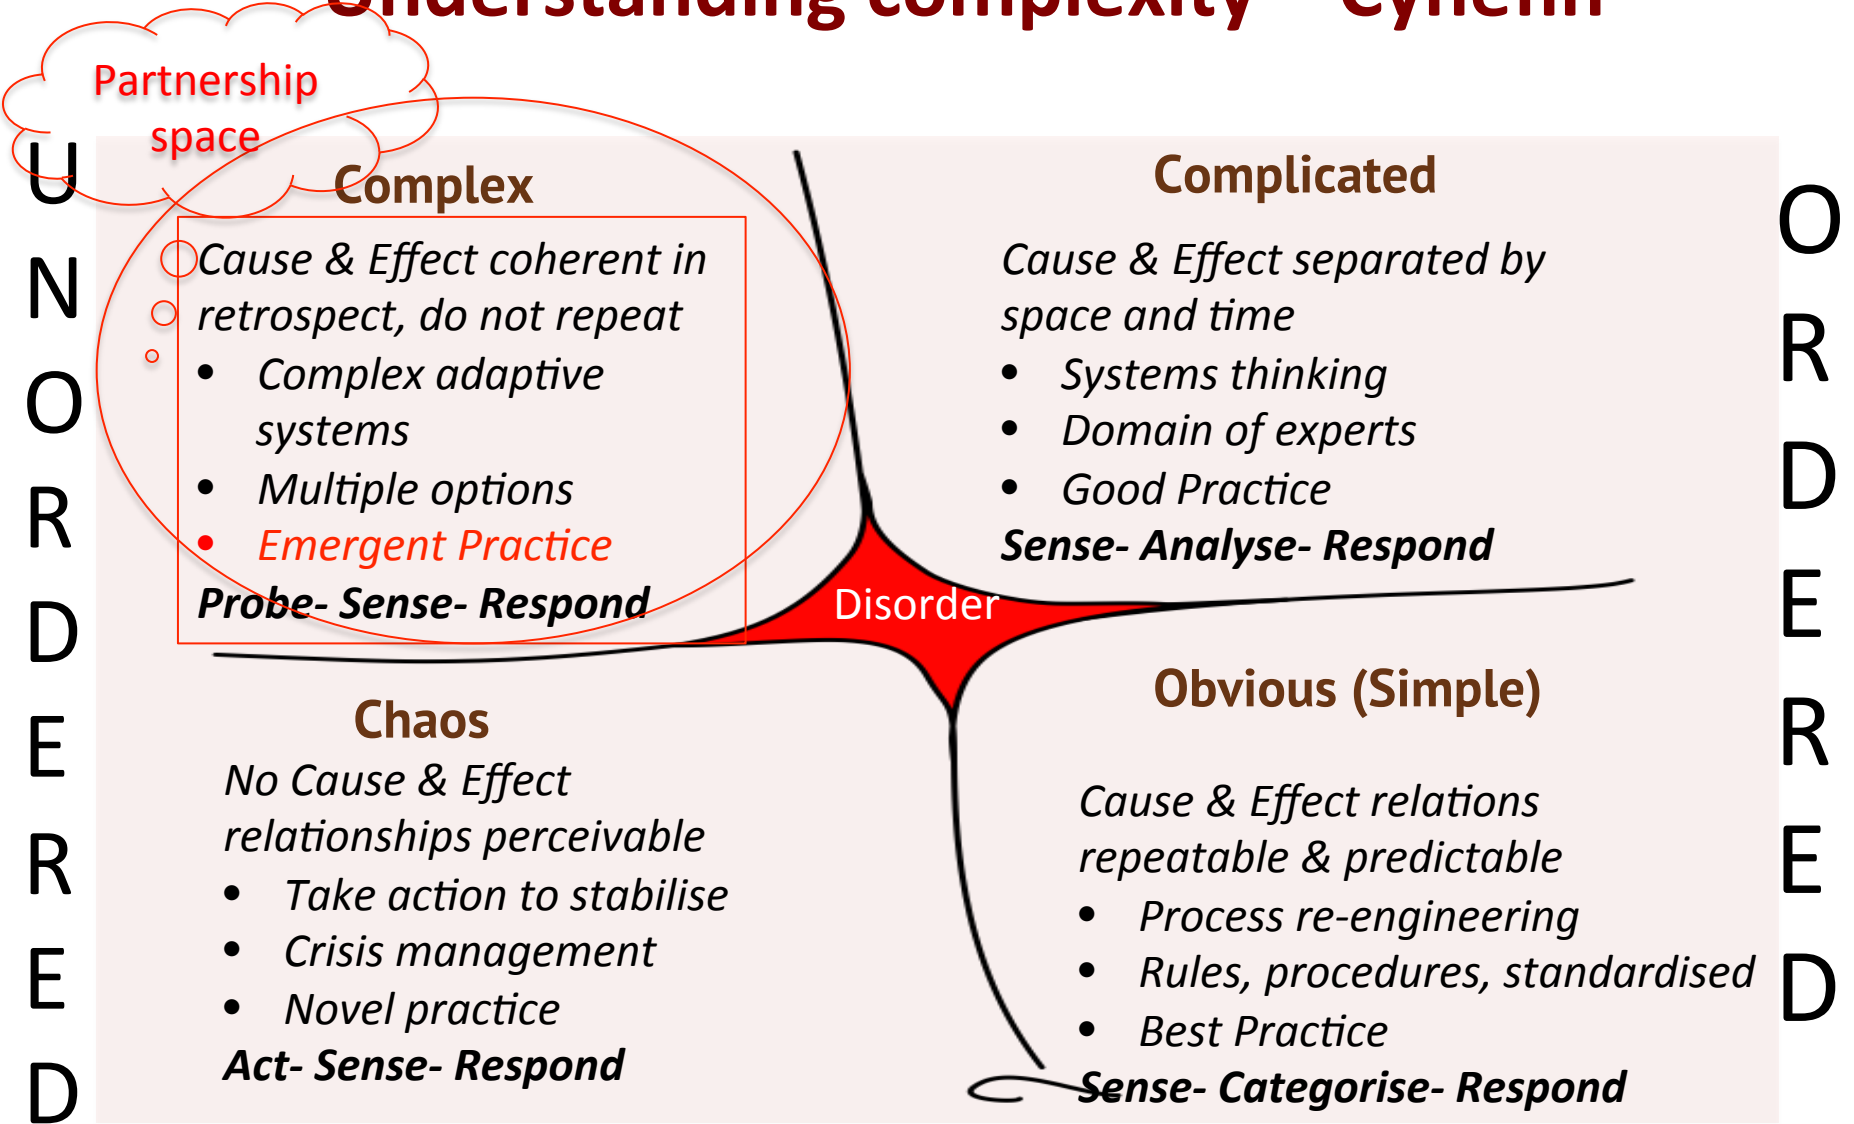 Understanding complexity - Cynefin
Partnership
space
UNORDERED
Complex
Cause & Effect coherent in
retrospect, do not repeat
• Complex adaptive
systems
• Multiple options
• Emergent Practice
Probe- Sense- Respond
Complicated
Cause & Effect separated by
space and time
• Systems thinking
• Domain of experts
• Good Practice
Sense- Analyse- Respond
Disorder
Chaos
No Cause & Effect
relationships perceivable
• Take action to stabilise
• Crisis management
• Novel practice
Act- Sense- Respond
Obvious (Simple)
Cause & Effect relations
repeatable & predictable
• Process re-engineering
• Rules, procedures, standardised
• Best Practice
Sense- Categorise- Respond
ORDERED